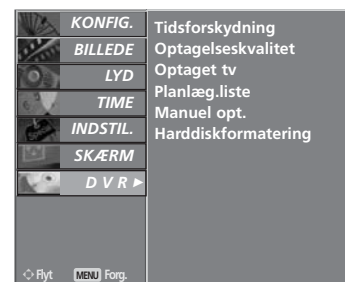 KONFIG.
BILLEDE
LYD
TIME
INDSTIL.
SKÆRM
D V R ▶
Flyt MENU Forg.
Tidsforskydning
Optagelseskvalitet
Optaget tv
Planlæg.liste
Manuel opt.
Harddiskformatering